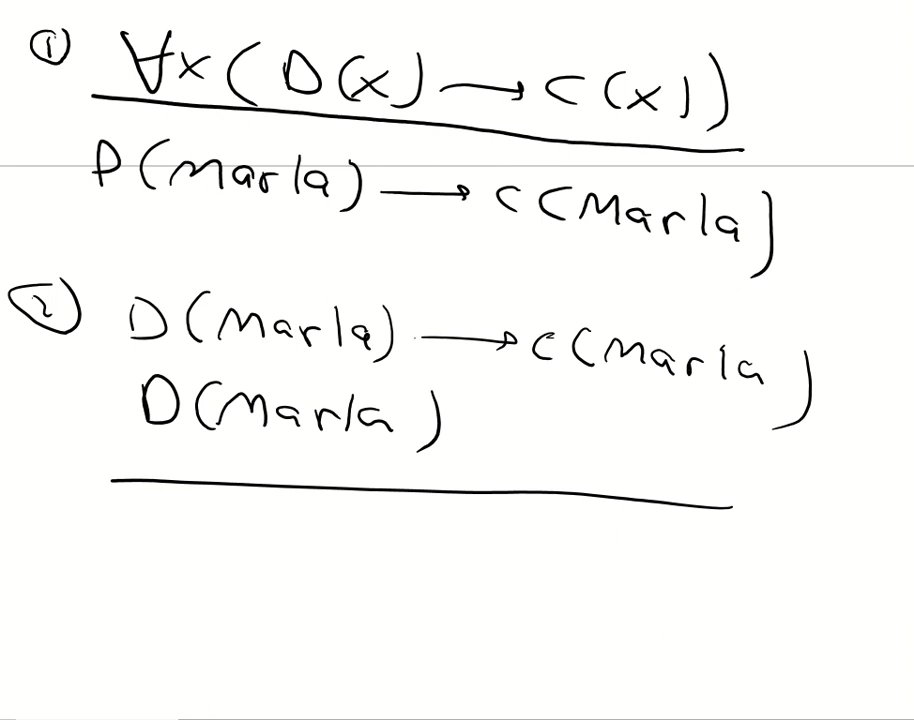 ① ∀x(D(x)→C(x))
D(Marla)→C(Marla)
② D(Marla)→C(Marla)
D(Marla)